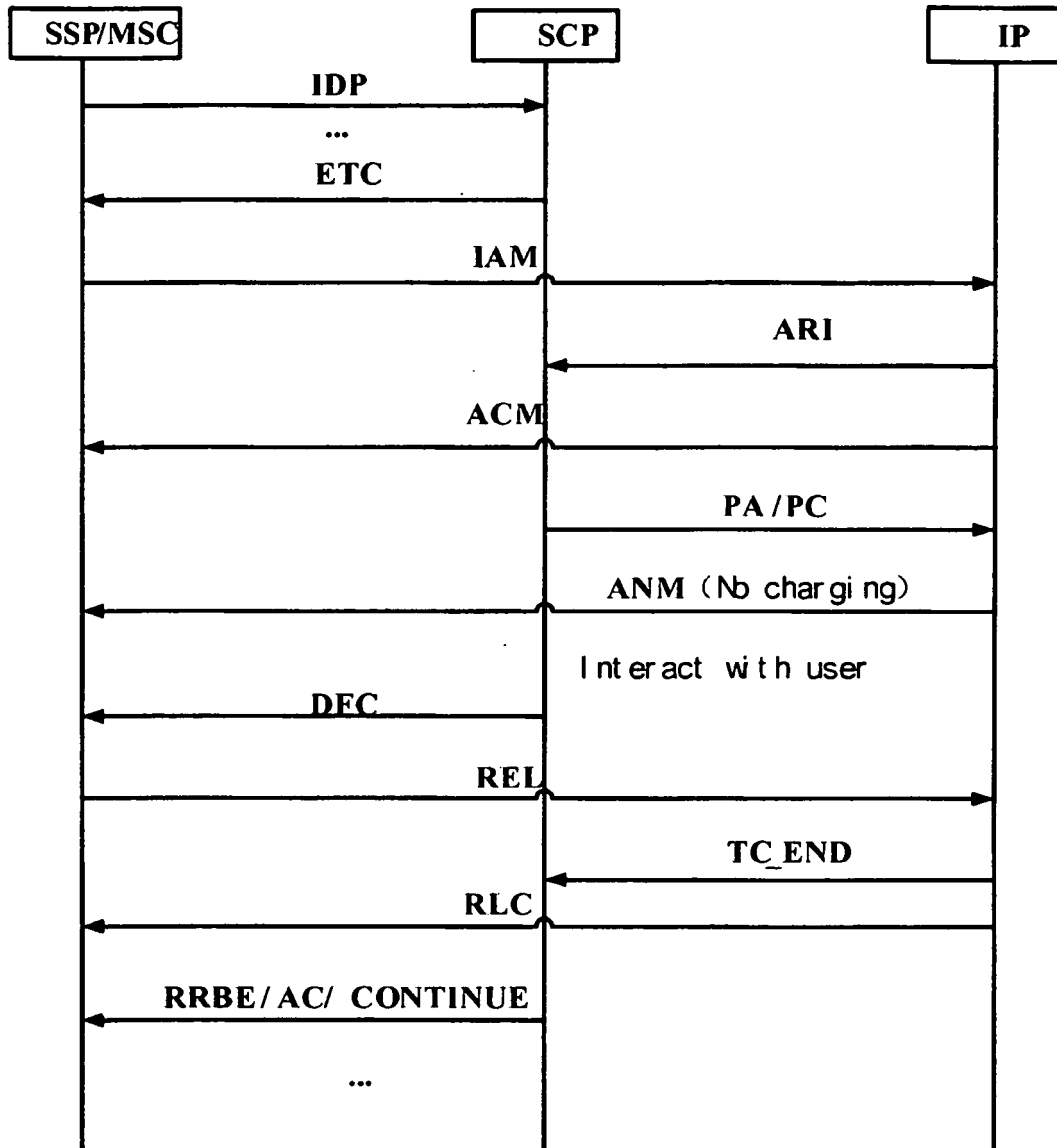 SSP/MSC SCP IP
IDP
...
ETC
IAM
ARI
ACM
PA/PC
ANM (No charging)
Interact with user
DFC
REL
TC_END
RLC
RRBE/AC/ CONTINUE
...